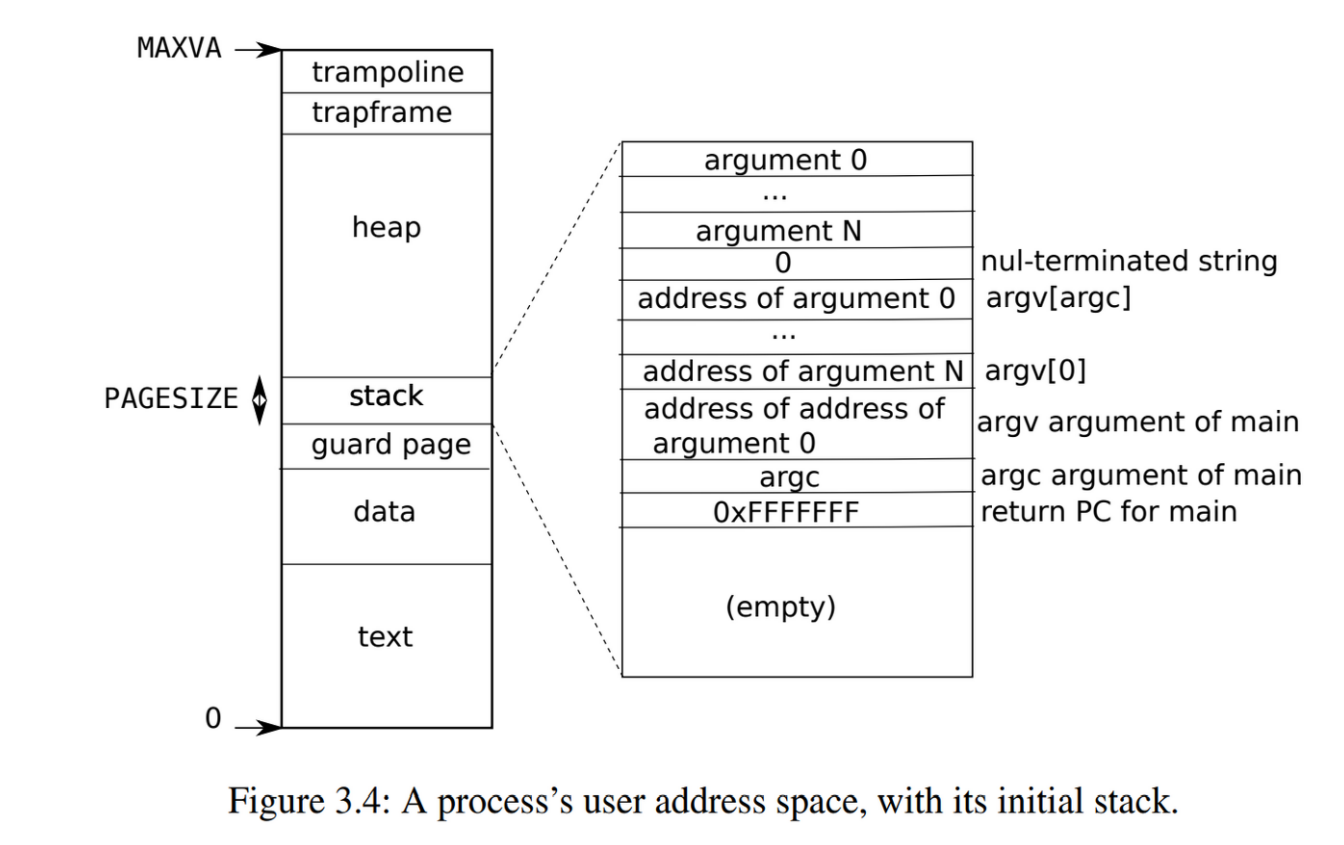 MAXVA
trampoline
trapframe
heap
PAGESIZE
stack
guard page
data
text
0
argument 0
...
argument N
0
nul-terminated string
address of argument 0
argv[argc]
...
address of argument N
argv[0]
address of address of
argument 0
argv argument of main
argc
argc argument of main
0xFFFFFFF
return PC for main
(empty)
Figure 3.4: A process’s user address space, with its initial stack.